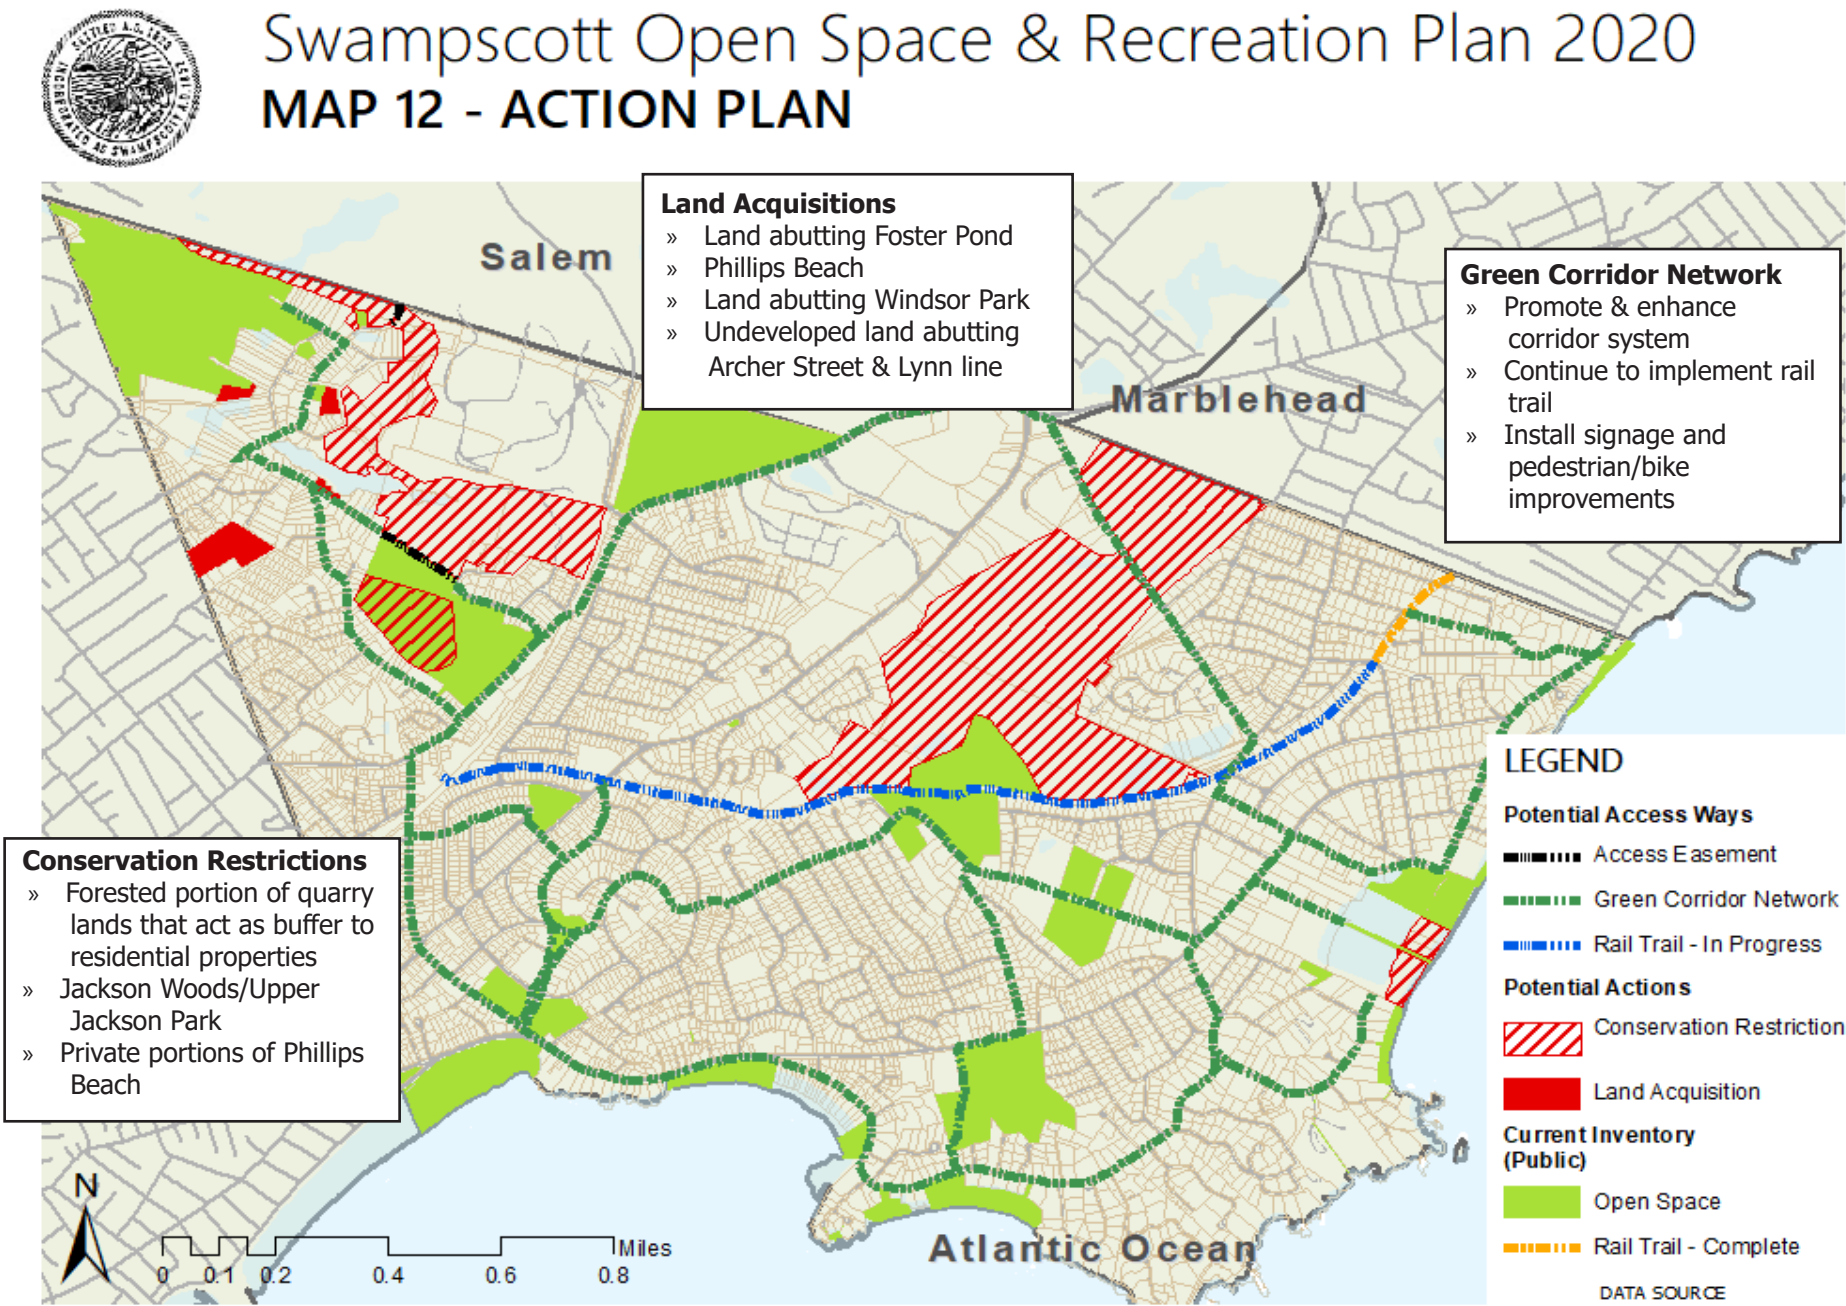 Swampscott Open Space & Recreation Plan 2020
MAP 12 - ACTION PLAN
Land Acquisitions
» Land abutting Foster Pond
» Phillips Beach
» Land abutting Windsor Park
» Undeveloped land abutting
Archer Street & Lynn line
Salem
Marblehead
Green Corridor Network
» Promote & enhance
corridor system
» Continue to implement rail
trail
» Install signage and
pedestrian/bike
improvements
Conservation Restrictions
» Forested portion of quarry
lands that act as buffer to
residential properties
» Jackson Woods/Upper
Jackson Park
» Private portions of Phillips
Beach
LEGEND
Potential Access Ways
Access Easement
Green Corridor Network
Rail Trail - In Progress
Potential Actions
Conservation Restriction
Land Acquisition
Current Inventory
(Public)
Open Space
Rail Trail - Complete
DATA SOURCE
N
Miles
0 0.1 0.2 0.4 0.6 0.8
Atlantic Ocean